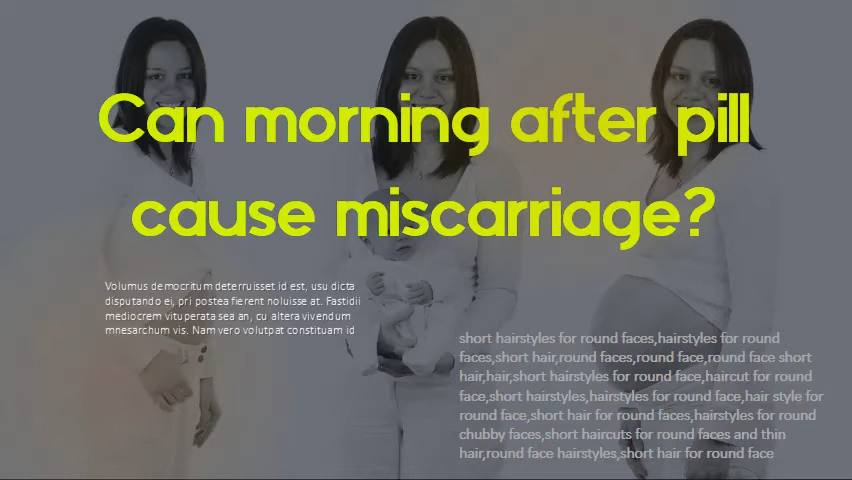 Can morning after pill
cause miscarriage?
Volumus democritum deterruisset id est, usu dicta
disputando ei, pri postea fierent noluisse at. Fastidii
mediocrem vituperata sea an, cu altera vivendum
mnesarchum vis. Nam vero volutpat constituam id
short hairstyles for round faces,hairstyles for round
faces,short hair,round faces,round face,round face short
hair,hair,short hairstyles for round face,haircut for round
face,short hairstyles,hairstyles for round face,hair style for
round face,short hair for round faces,hairstyles for round
chubby faces,short haircuts for round faces and thin
hair,round face hairstyles,short hair for round face